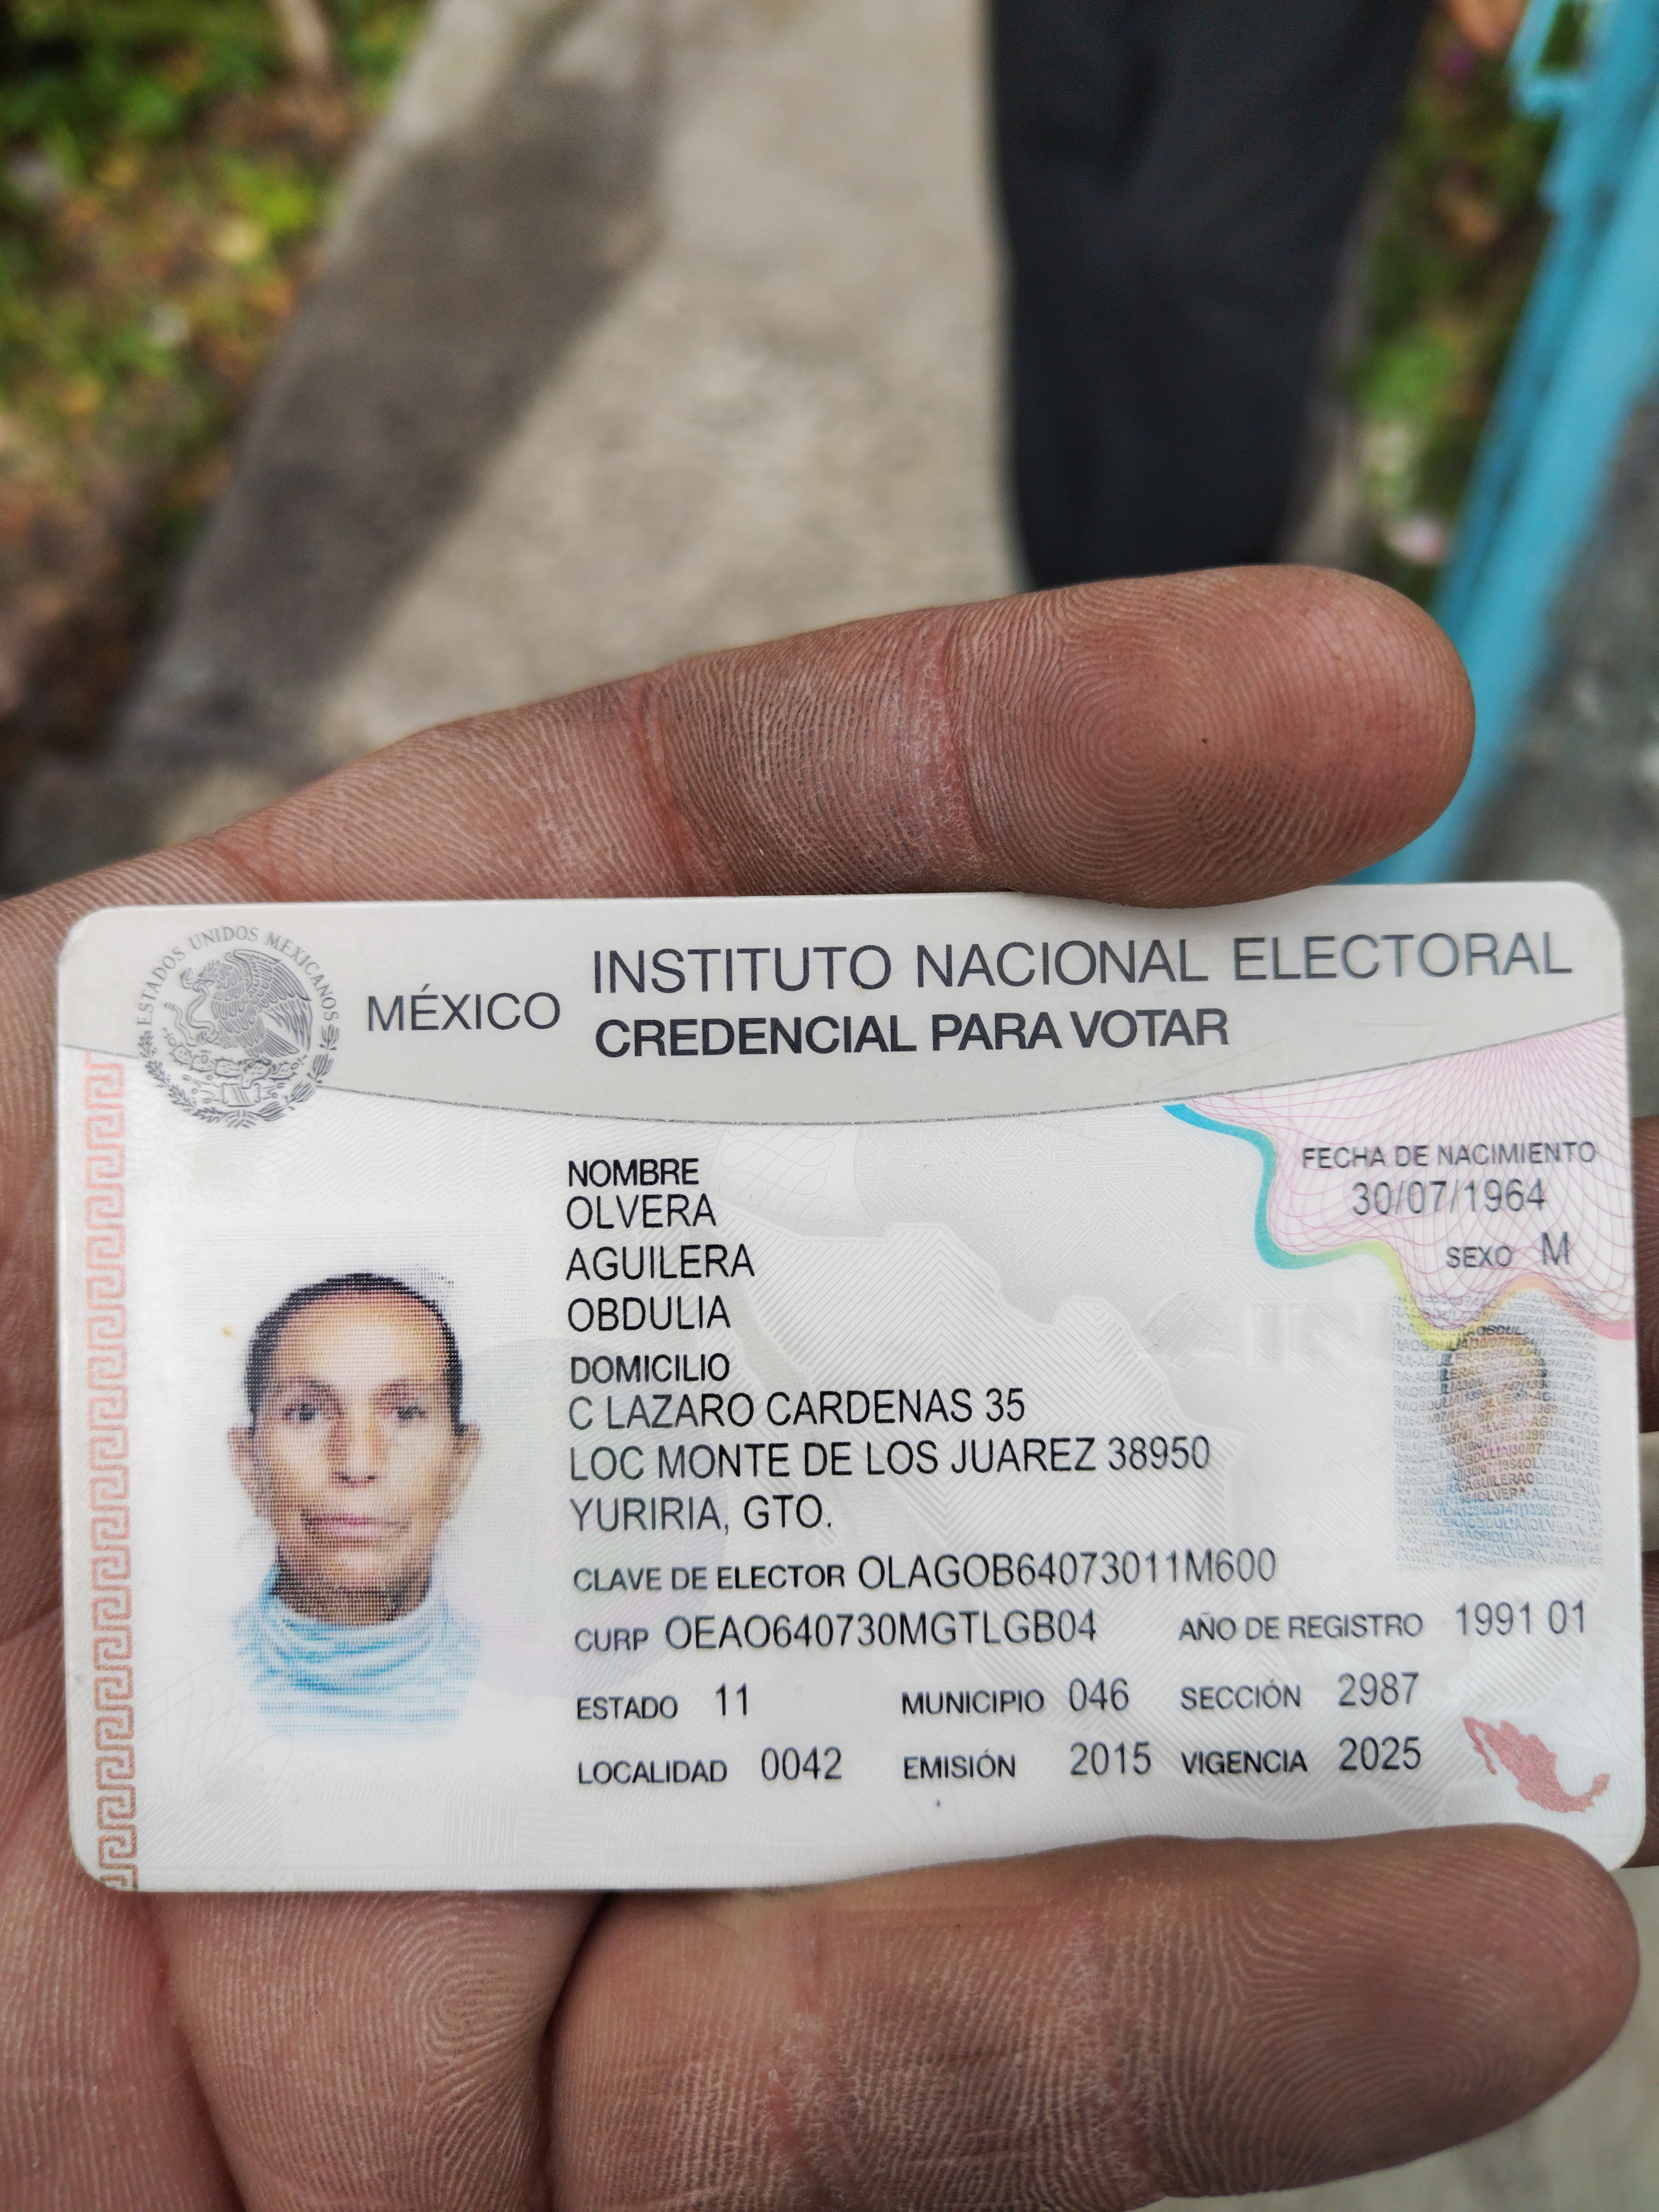 ESTADOS UNIDOS MEXICANOS
MÉXICO
INSTITUTO NACIONAL ELECTORAL
CREDENCIAL PARA VOTAR
FECHA DE NACIMIENTO
30/07/1964
SEXO M
NOMBRE
OLVERA
AGUILERA
OBDULIA
DOMICILIO
C LAZARO CARDENAS 35
LOC MONTE DE LOS JUAREZ 38950
YURIRIA, GTO.
CLAVE DE ELECTOR OLAGOB64073011M600
CURP OEAO640730MGTLGB04 AÑO DE REGISTRO 1991 01
ESTADO 11 MUNICIPIO 046 SECCIÓN 2987
LOCALIDAD 0042 EMISIÓN 2015 VIGENCIA 2025